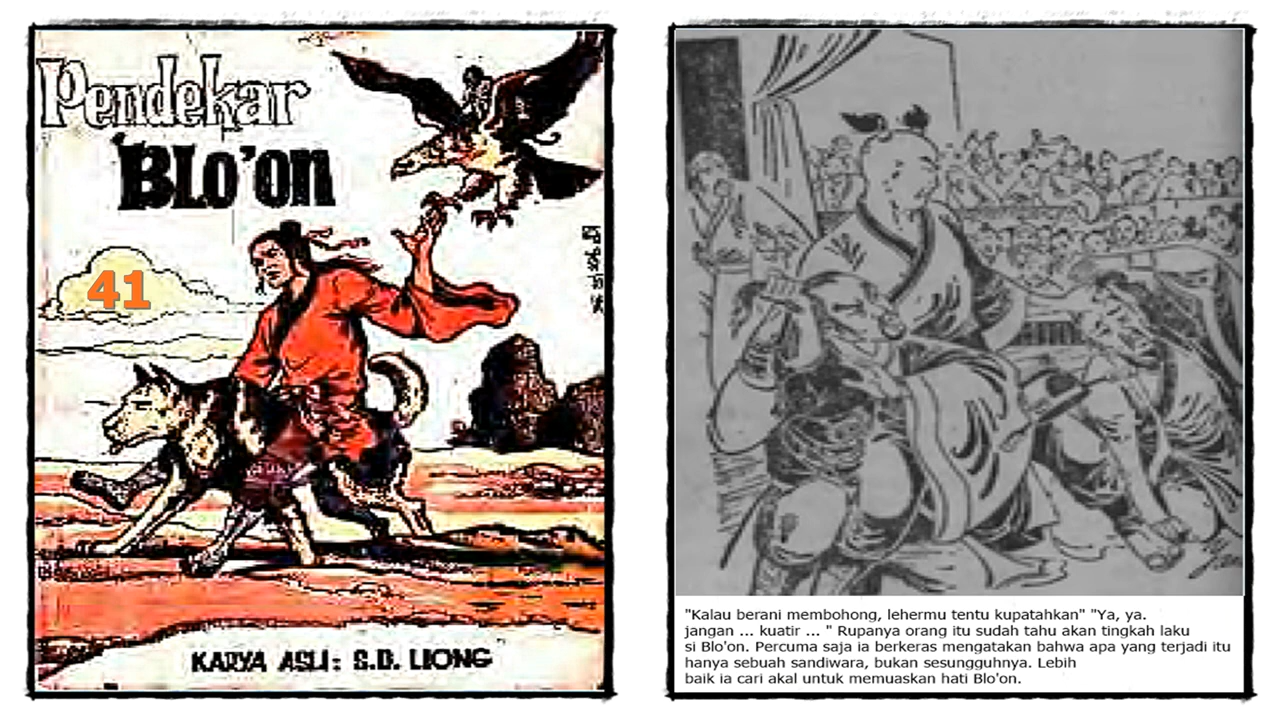 Pendekar
BLO'ON
41
KARYA ASLI: S.D. LIONG
"Kalau berani membohong, lehermu tentu kupatahkan" "Ya, ya.
jangan ... kuatir ... " Rupanya orang itu sudah tahu akan tingkah laku
si Blo'on. Percuma saja ia berkeras mengatakan bahwa apa yang terjadi itu
hanya sebuah sandiwara, bukan sesungguhnya. Lebih
baik ia cari akal untuk memuaskan hati Blo'on.